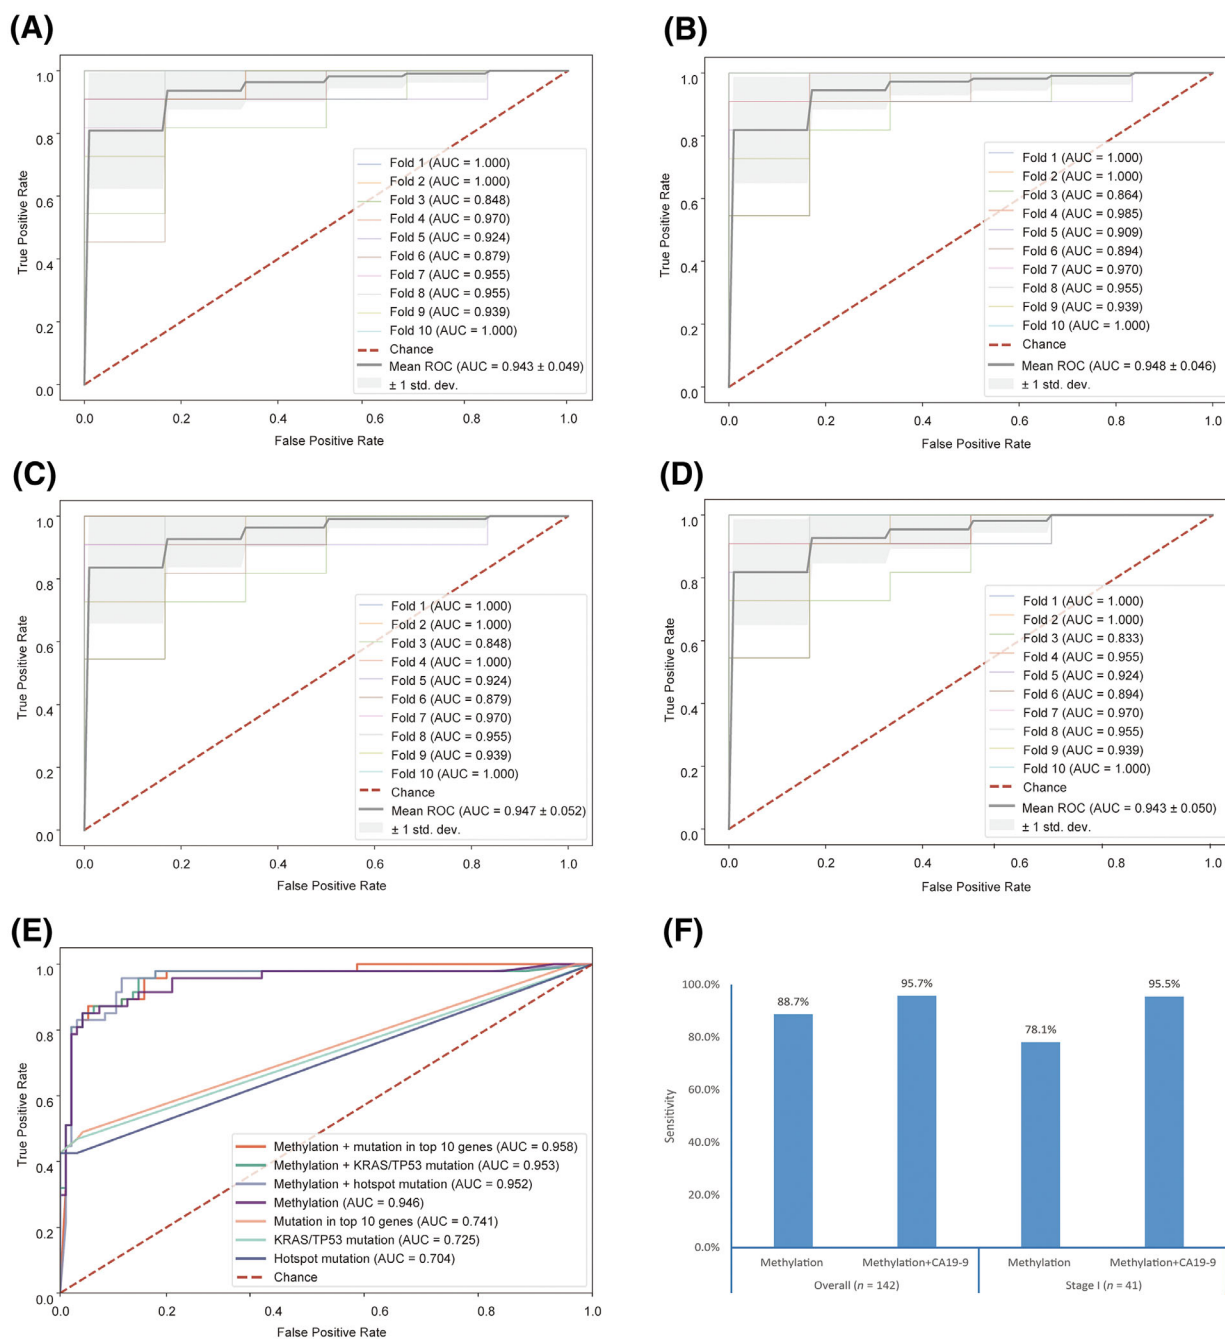 (A)
1.0
0.8
0.6
0.4
0.2
0.0
True Positive Rate
Fold 1 (AUC = 1.000)
Fold 2 (AUC = 1.000)
Fold 3 (AUC = 0.848)
Fold 4 (AUC = 0.970)
Fold 5 (AUC = 0.924)
Fold 6 (AUC = 0.879)
Fold 7 (AUC = 0.955)
Fold 8 (AUC = 0.955)
Fold 9 (AUC = 0.939)
Fold 10 (AUC = 1.000)
Chance
Mean ROC (AUC = 0.943 ± 0.049)
± 1 std. dev.
0.0 0.2 0.4 0.6 0.8 1.0
False Positive Rate
(B)
1.0
0.8
0.6
0.4
0.2
0.0
True Positive Rate
Fold 1 (AUC = 1.000)
Fold 2 (AUC = 1.000)
Fold 3 (AUC = 0.864)
Fold 4 (AUC = 0.985)
Fold 5 (AUC = 0.909)
Fold 6 (AUC = 0.894)
Fold 7 (AUC = 0.970)
Fold 8 (AUC = 0.955)
Fold 9 (AUC = 0.939)
Fold 10 (AUC = 1.000)
Chance
Mean ROC (AUC = 0.948 ± 0.046)
± 1 std. dev.
0.0 0.2 0.4 0.6 0.8 1.0
False Positive Rate
(C)
1.0
0.8
0.6
0.4
0.2
0.0
True Positive Rate
Fold 1 (AUC = 1.000)
Fold 2 (AUC = 1.000)
Fold 3 (AUC = 0.848)
Fold 4 (AUC = 1.000)
Fold 5 (AUC = 0.924)
Fold 6 (AUC = 0.879)
Fold 7 (AUC = 0.970)
Fold 8 (AUC = 0.955)
Fold 9 (AUC = 0.939)
Fold 10 (AUC = 1.000)
Chance
Mean ROC (AUC = 0.947 ± 0.052)
± 1 std. dev.
0.0 0.2 0.4 0.6 0.8 1.0
False Positive Rate
(D)
1.0
0.8
0.6
0.4
0.2
0.0
True Positive Rate
Fold 1 (AUC = 1.000)
Fold 2 (AUC = 1.000)
Fold 3 (AUC = 0.833)
Fold 4 (AUC = 0.955)
Fold 5 (AUC = 0.924)
Fold 6 (AUC = 0.894)
Fold 7 (AUC = 0.970)
Fold 8 (AUC = 0.955)
Fold 9 (AUC = 0.939)
Fold 10 (AUC = 1.000)
Chance
Mean ROC (AUC = 0.943 ± 0.050)
± 1 std. dev.
0.0 0.2 0.4 0.6 0.8 1.0
False Positive Rate
(E)
1.0
0.8
0.6
0.4
0.2
0.0
True Positive Rate
Methylation + mutation in top 10 genes (AUC = 0.958)
Methylation + KRAS/TP53 mutation (AUC = 0.953)
Methylation + hotspot mutation (AUC = 0.952)
Methylation (AUC = 0.946)
Mutation in top 10 genes (AUC = 0.741)
KRAS/TP53 mutation (AUC = 0.725)
Hotspot mutation (AUC = 0.704)
Chance
0.0 0.2 0.4 0.6 0.8 1.0
False Positive Rate
(F)
100.0%
80.0%
60.0%
40.0%
20.0%
0.0%
Sensitivity
88.7% 95.7% 78.1% 95.5%
Methylation Methylation+CA19-9 Methylation Methylation+CA19-9
Overall (n = 142) Stage I (n = 41)